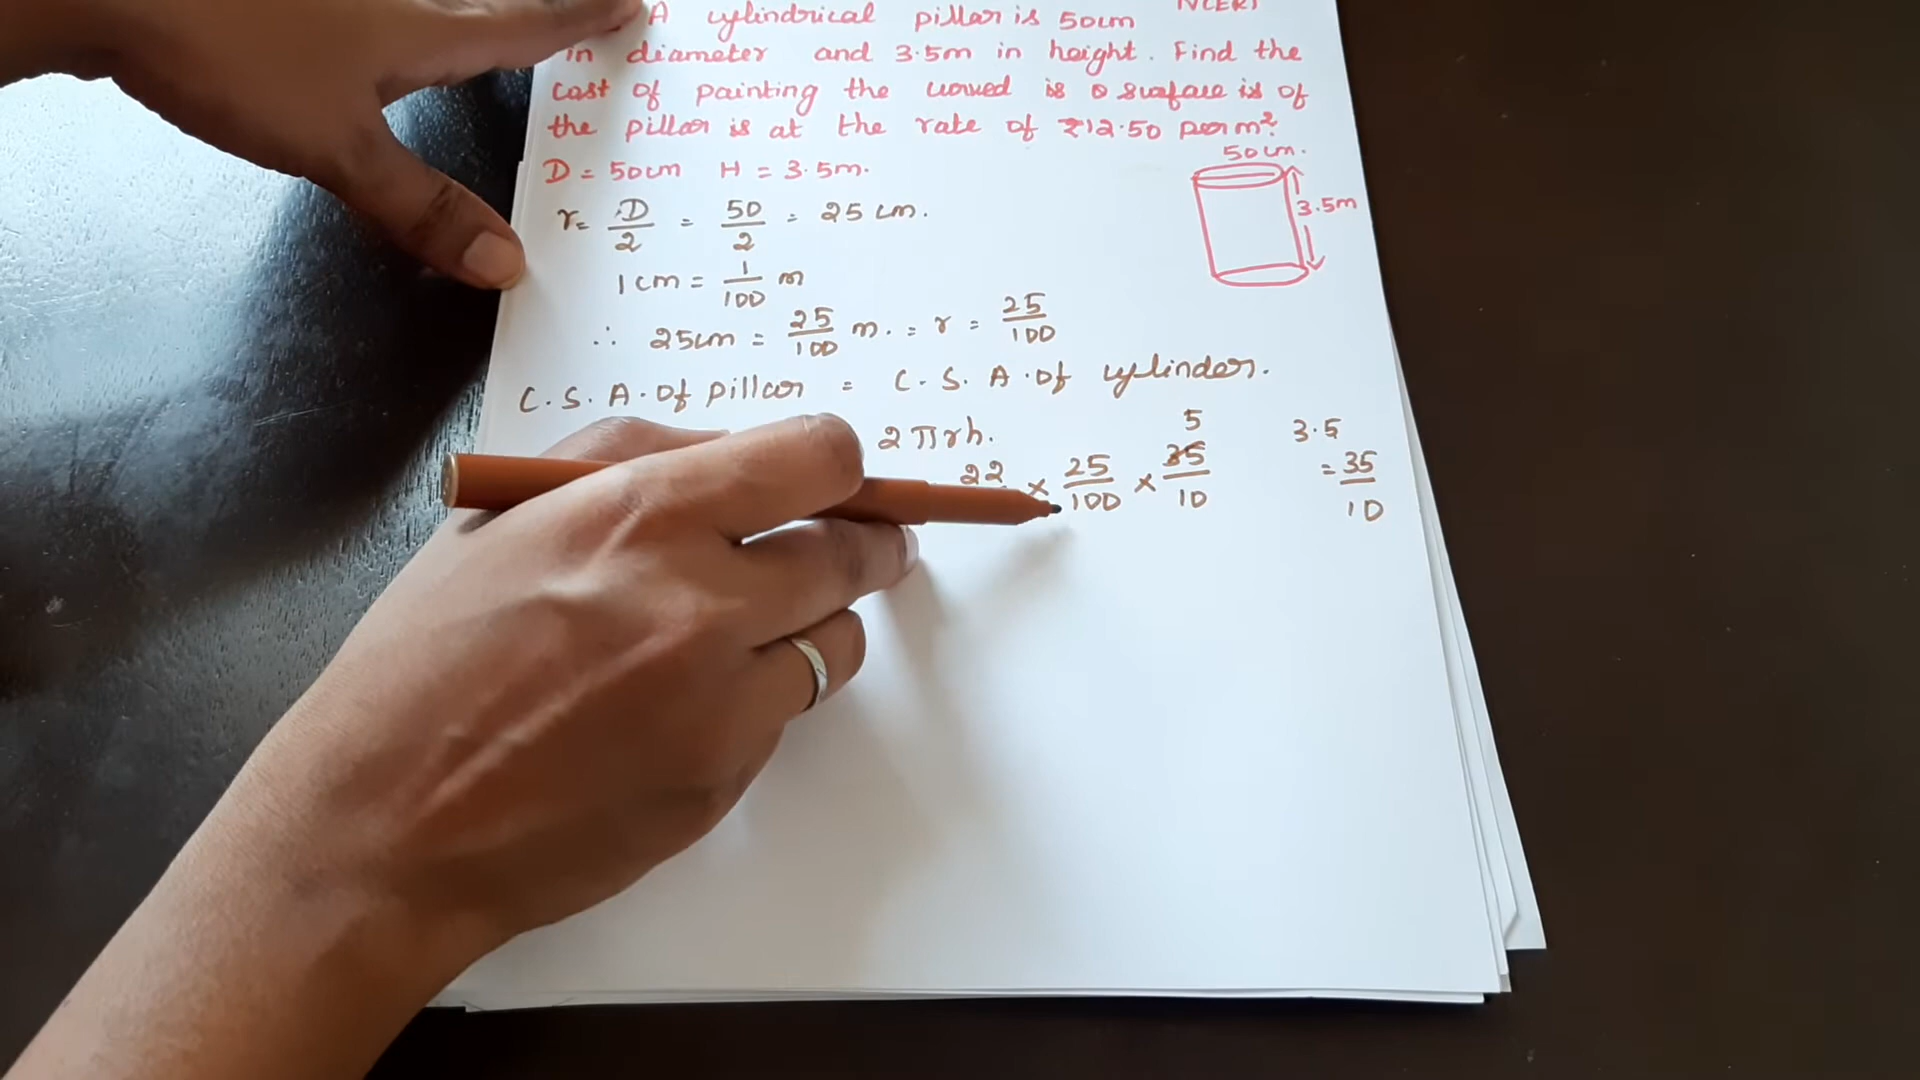 A cylindrical pillar is 50cm NCERT
in diameter and 3.5m in height. Find the
cost of painting the curved is o surface is of
the pillar is at the rate of ₹12.50 per m².
D = 50cm H = 3.5m.
50cm.
3.5m
r = D/2 = 50/2 = 25 cm.
1cm = 1/100 m
∴ 25cm = 25/100 m. = r = 25/100
C.S.A. of pillar = C.S.A. of cylinder.
2πrh.
22 × 25/100 × 35/10
5
3.5
= 35/10